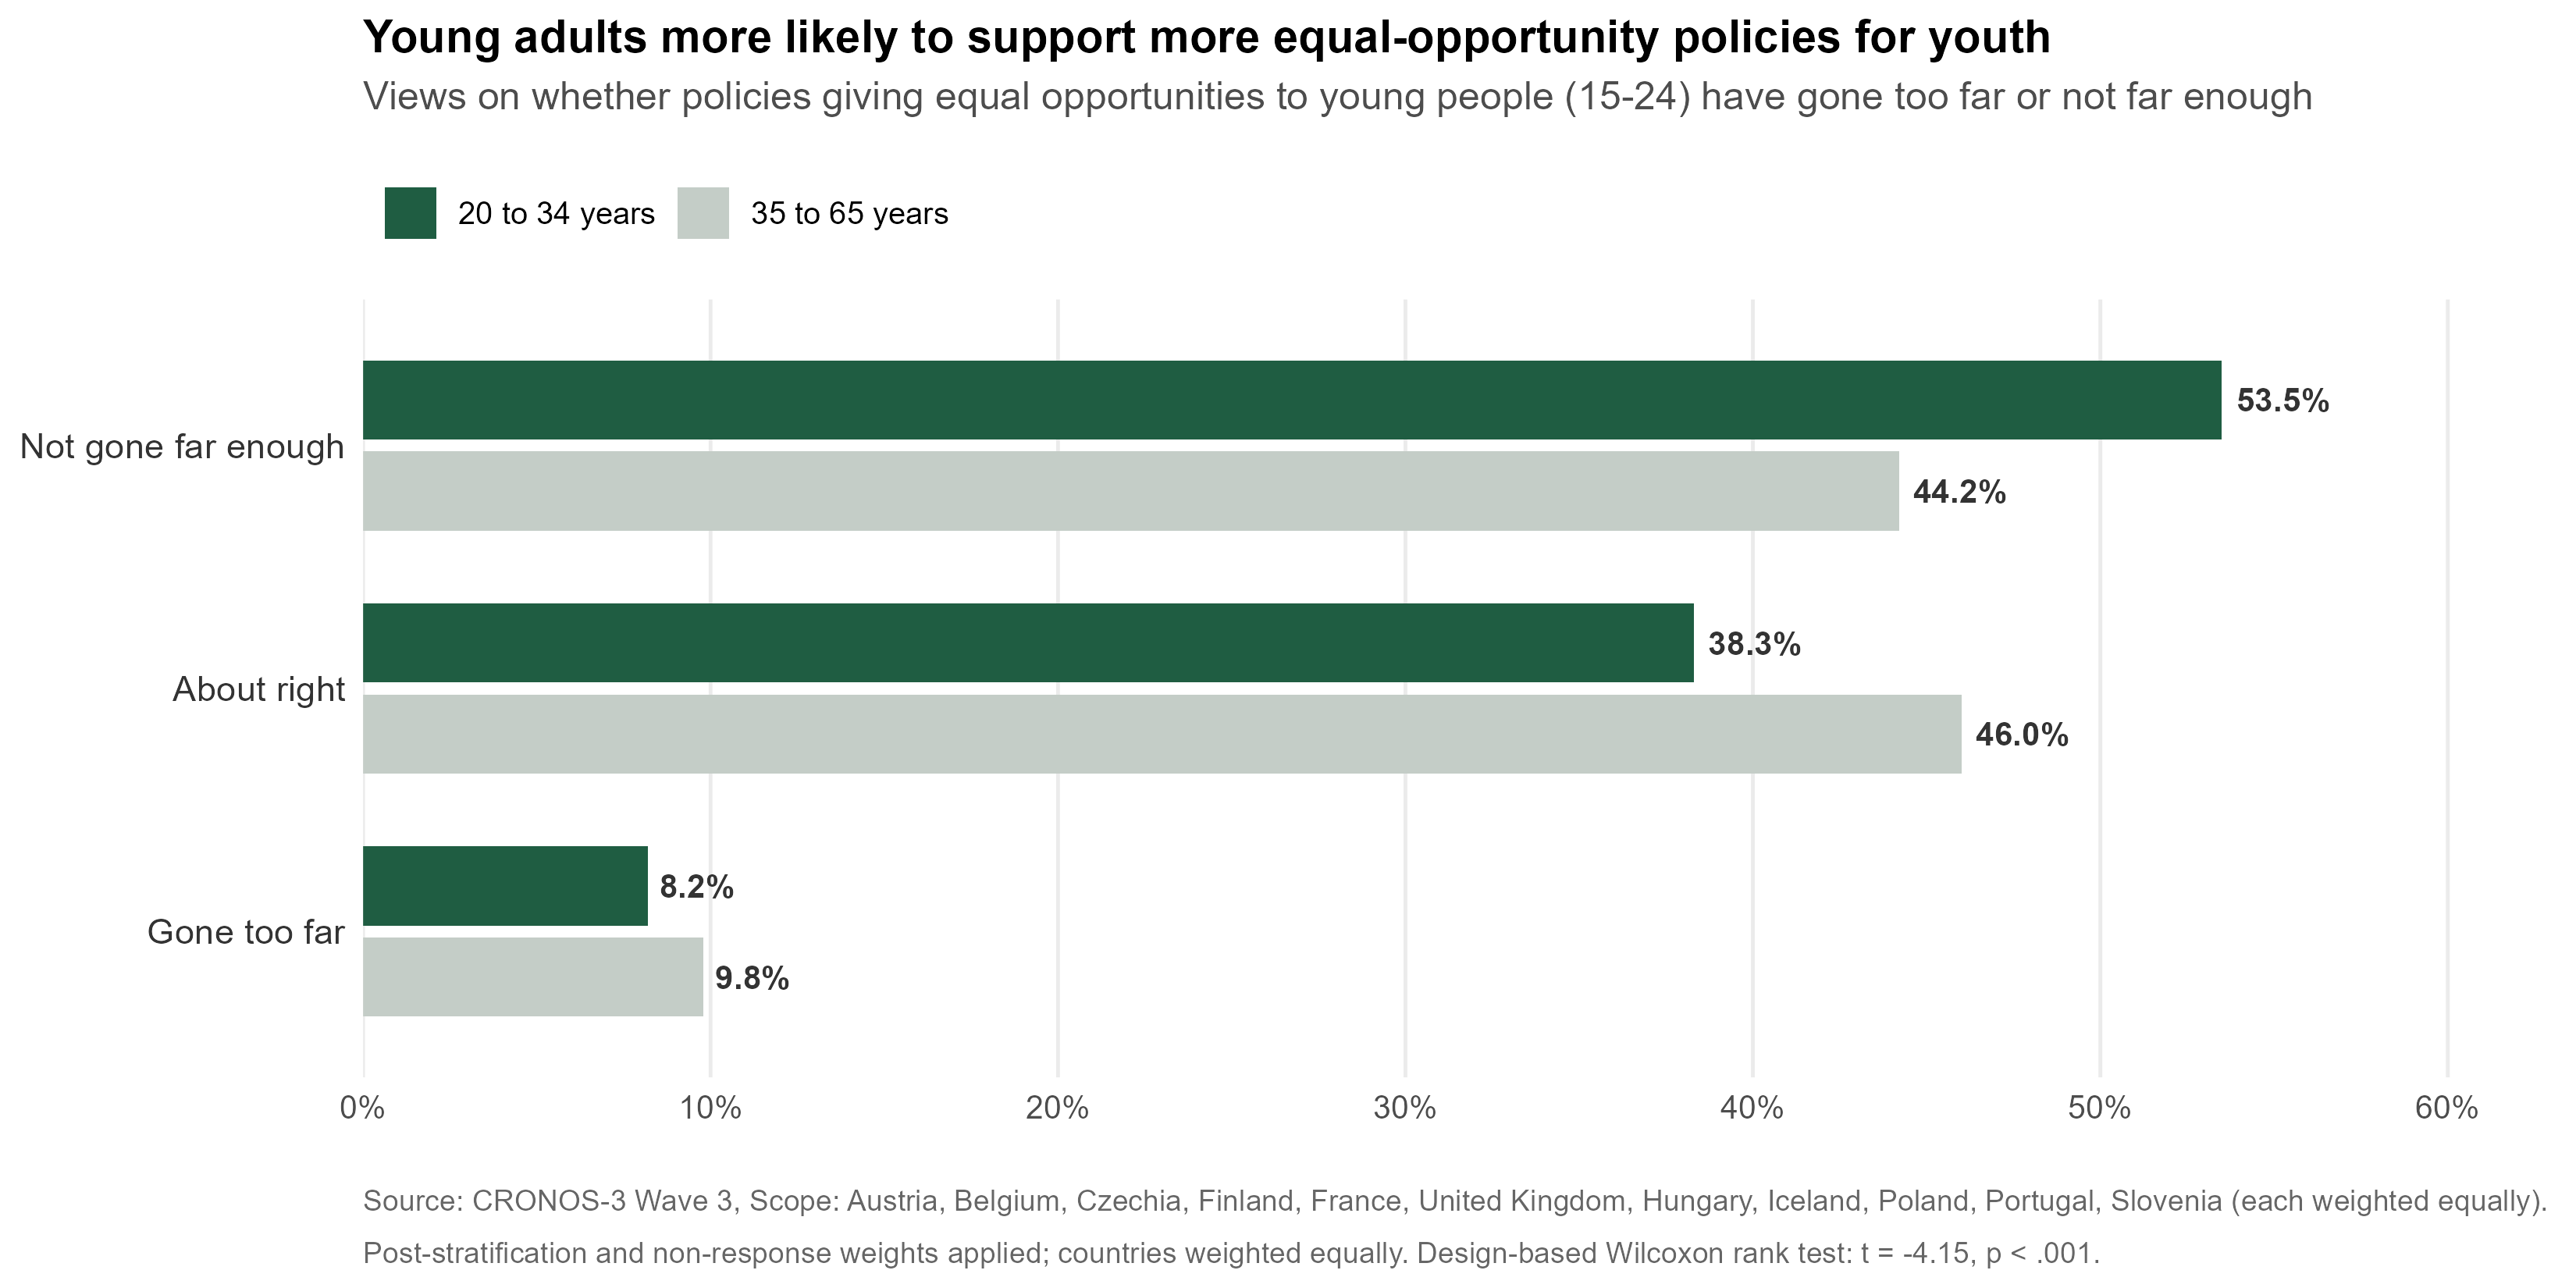 Young adults more likely to support more equal-opportunity policies for youth
Views on whether policies giving equal opportunities to young people (15-24) have gone too far or not far enough
20 to 34 years
35 to 65 years
Not gone far enough
53.5%
44.2%
About right
38.3%
46.0%
Gone too far
8.2%
9.8%
0%
10%
20%
30%
40%
50%
60%
Source: CRONOS-3 Wave 3, Scope: Austria, Belgium, Czechia, Finland, France, United Kingdom, Hungary, Iceland, Poland, Portugal, Slovenia (each weighted equally).
Post-stratification and non-response weights applied; countries weighted equally. Design-based Wilcoxon rank test: t = -4.15, p < .001.